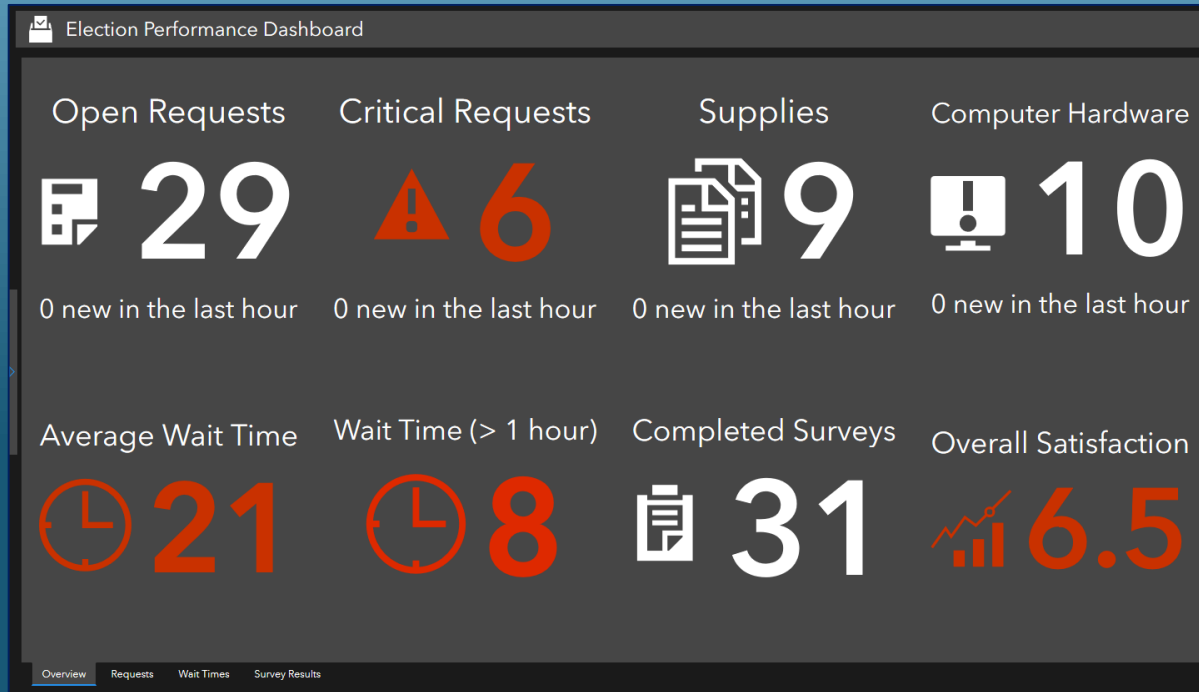 Election Performance Dashboard
Open Requests
29
0 new in the last hour
Critical Requests
6
0 new in the last hour
Supplies
9
0 new in the last hour
Computer Hardware
10
0 new in the last hour
Average Wait Time
21
Wait Time (> 1 hour)
8
Completed Surveys
31
Overall Satisfaction
6.5
Overview Requests Wait Times Survey Results